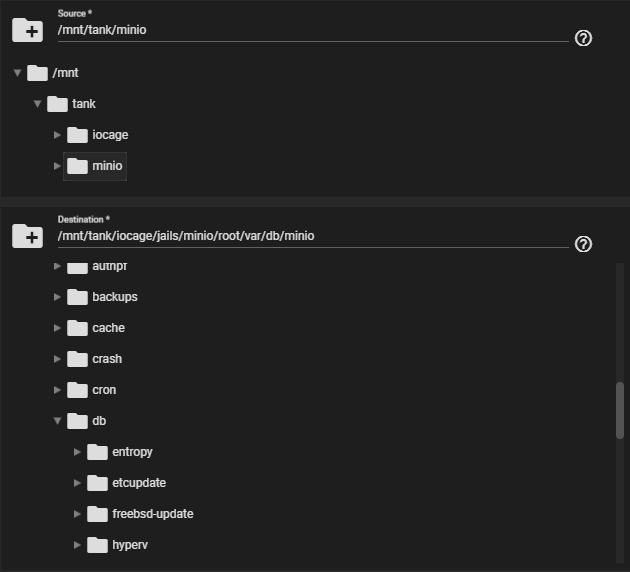 Source *
/mnt/tank/minio
/mnt
tank
iocage
minio
Destination *
/mnt/tank/iocage/jails/minio/root/var/db/minio
authpf
backups
cache
crash
cron
db
entropy
etcupdate
freebsd-update
hyperv